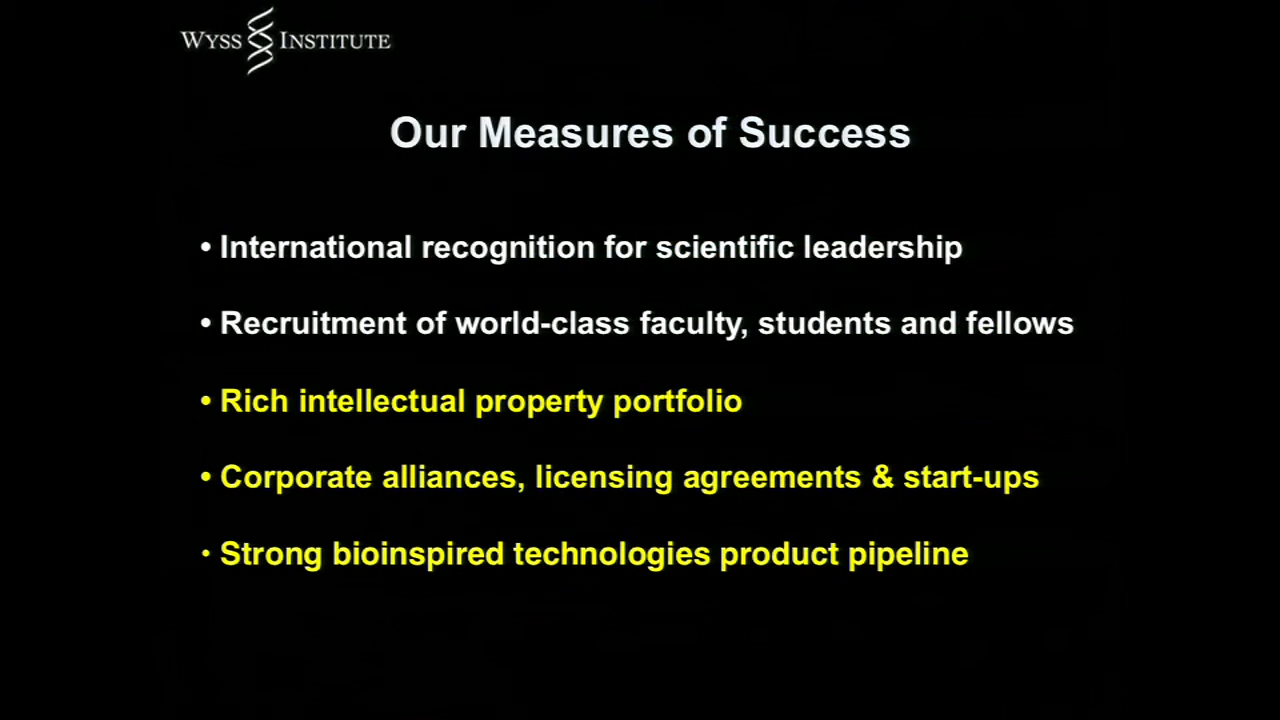 WYSS INSTITUTE
Our Measures of Success
• International recognition for scientific leadership
• Recruitment of world-class faculty, students and fellows
• Rich intellectual property portfolio
• Corporate alliances, licensing agreements & start-ups
• Strong bioinspired technologies product pipeline